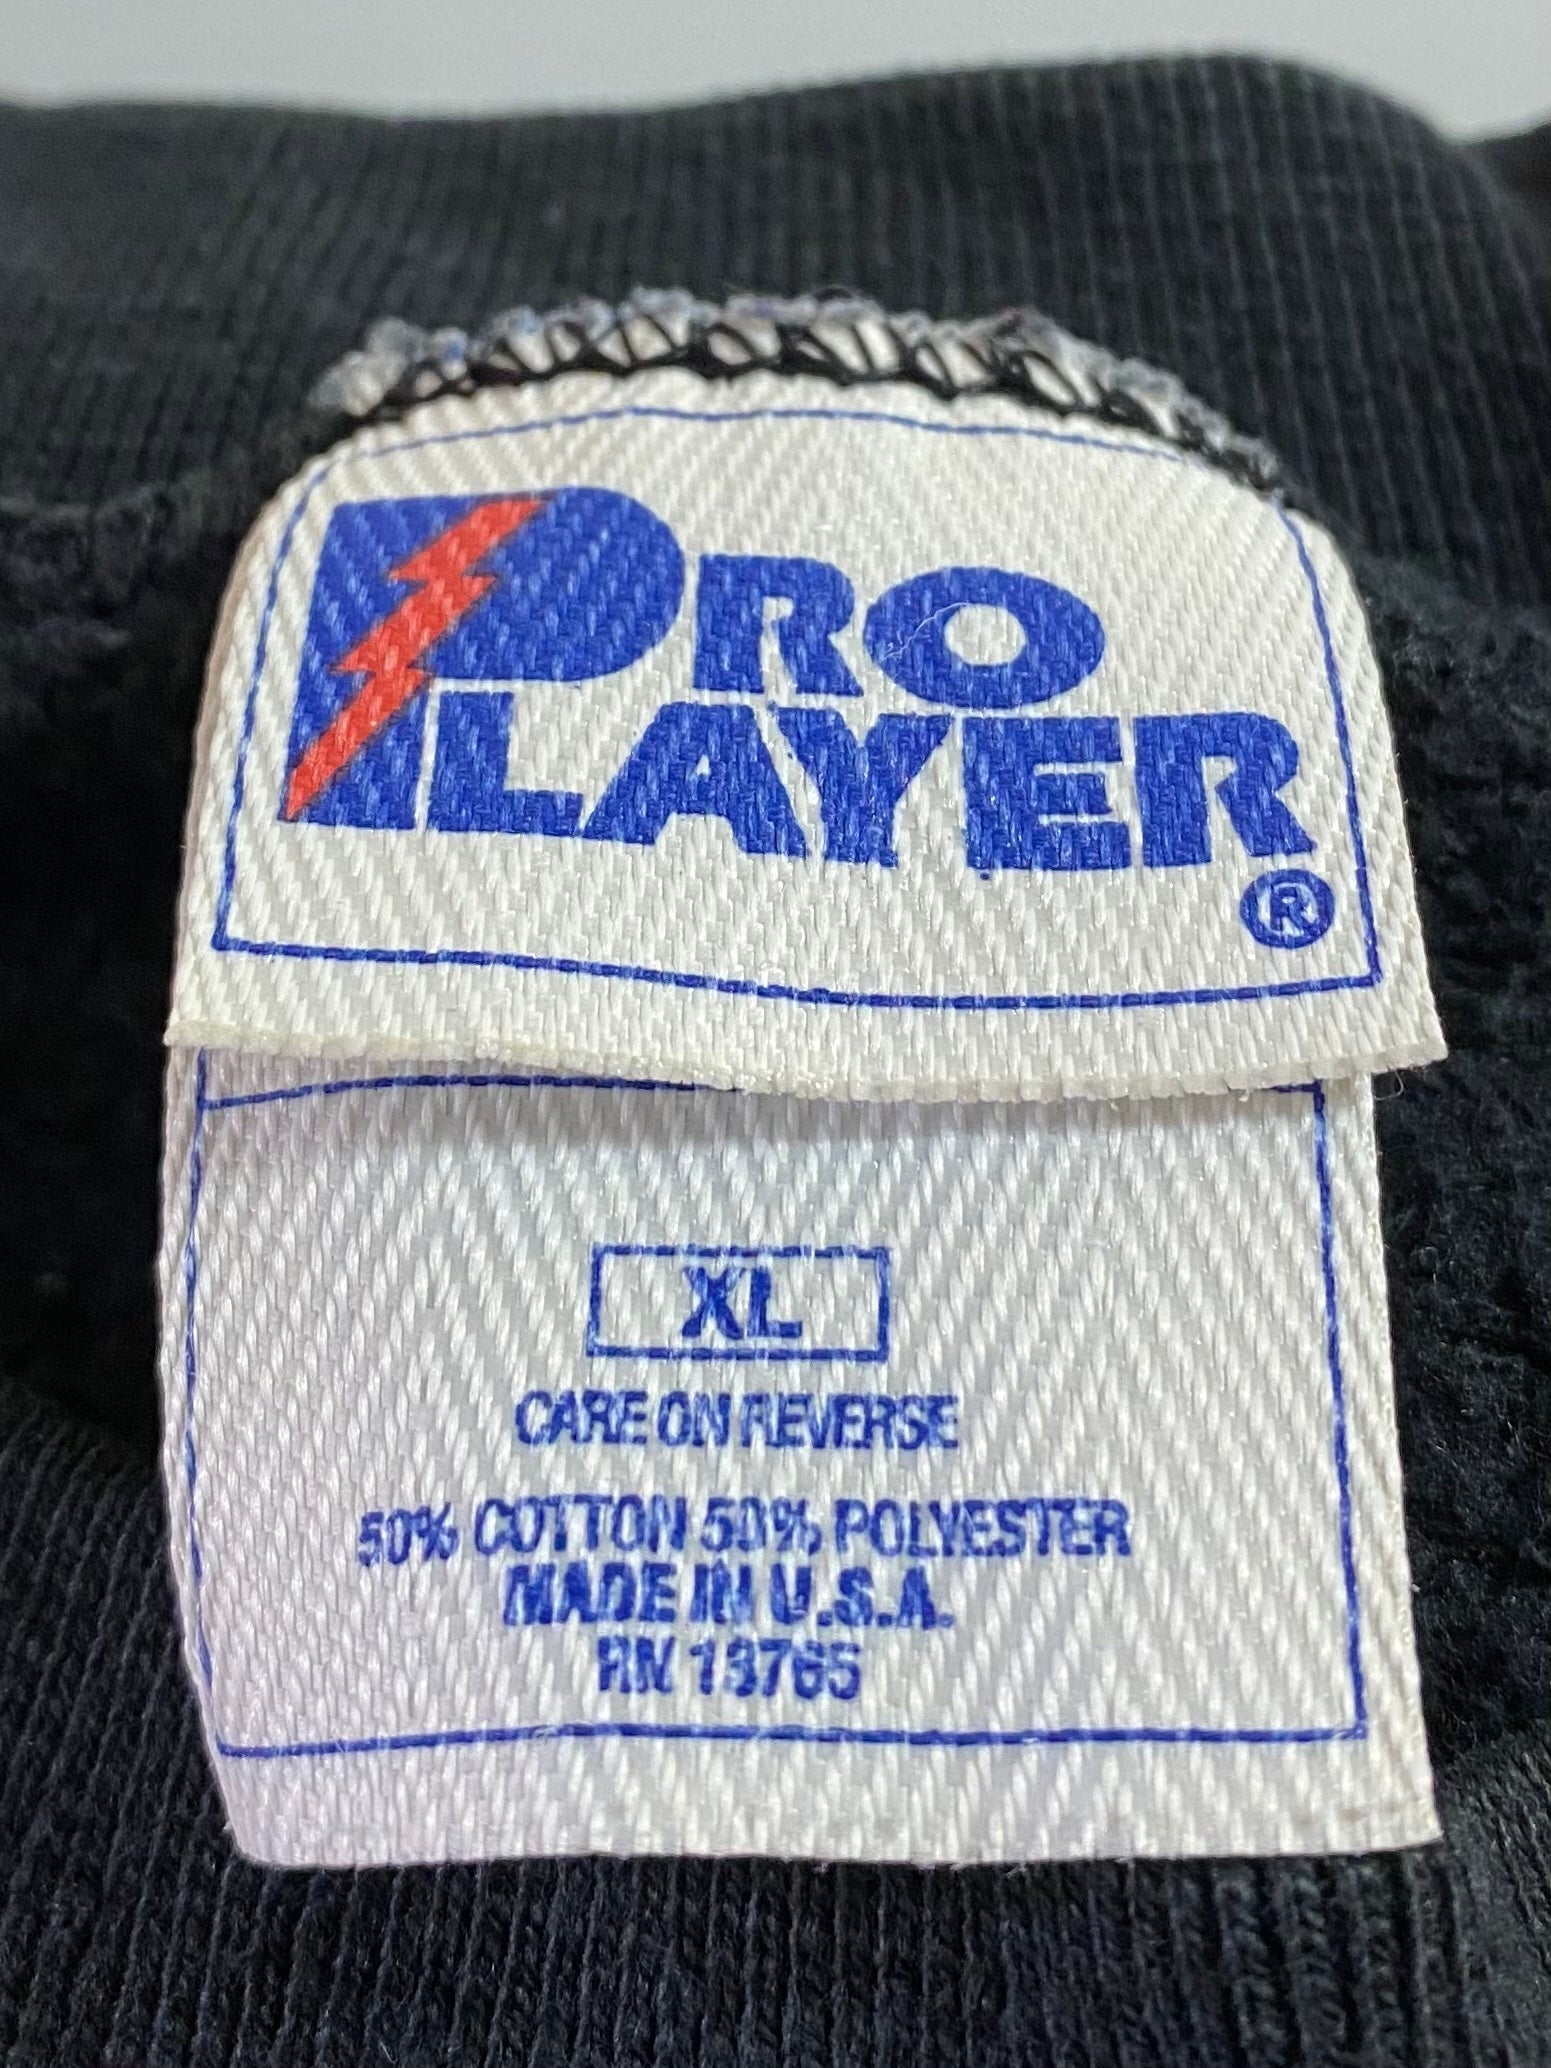 PRO
PLAYER
®
XL
CARE ON REVERSE
50% COTTON 50% POLYESTER
MADE IN U.S.A.
RN 13765